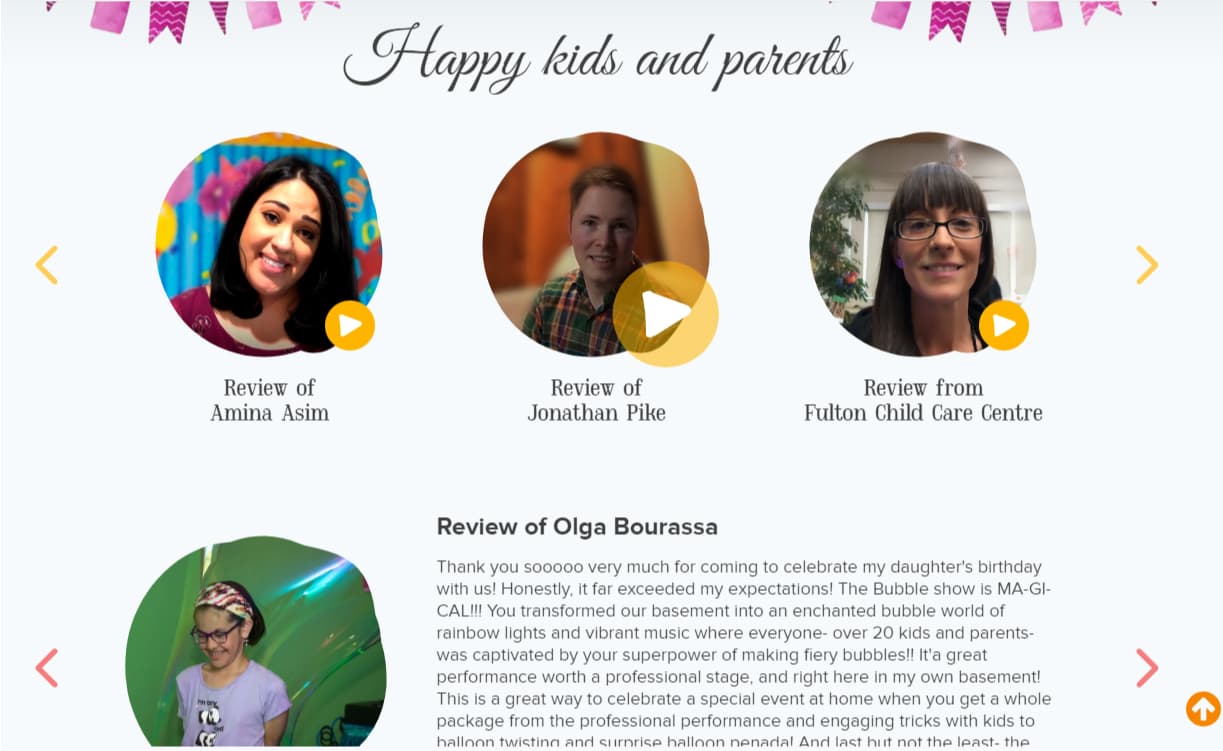 Happy kids and parents
Review of
Amina Asim
Review of
Jonathan Pike
Review from
Fulton Child Care Centre
Review of Olga Bourassa
Thank you sooooo very much for coming to celebrate my daughter's birthday
with us! Honestly, it far exceeded my expectations! The Bubble show is MA-GI-
CAL!!! You transformed our basement into an enchanted bubble world of
rainbow lights and vibrant music where everyone- over 20 kids and parents-
was captivated by your superpower of making fiery bubbles!! It'a great
performance worth a professional stage, and right here in my own basement!
This is a great way to celebrate a special event at home when you get a whole
package from the professional performance and engaging tricks with kids to
balloon twisting and surprise balloon penada! And last but not the least- the